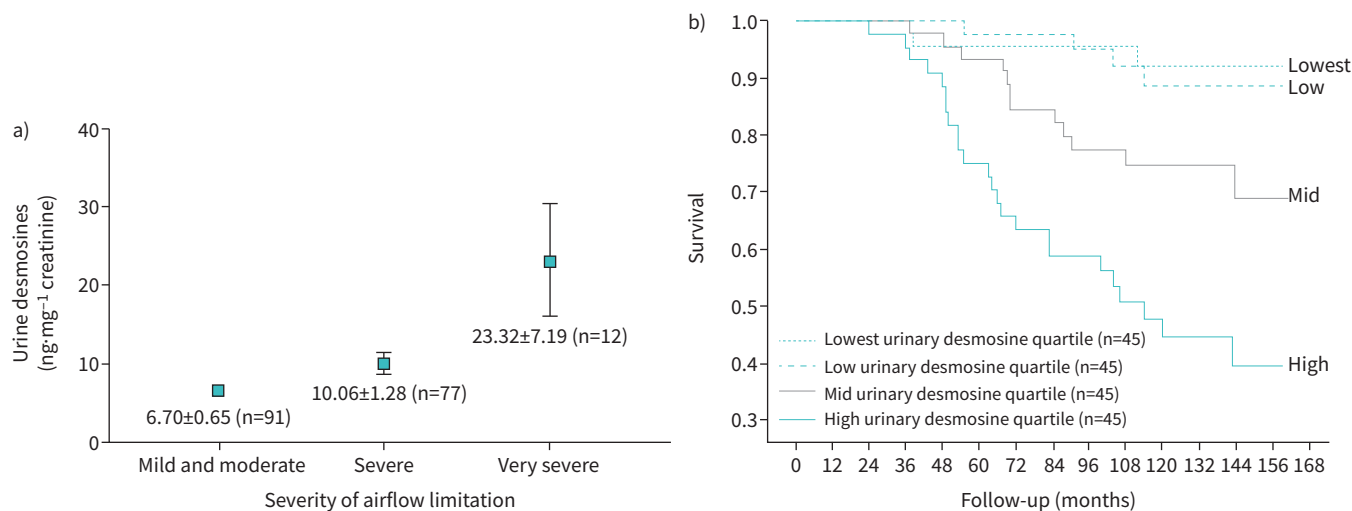 a)
Urine desmosines
(ng·mg⁻¹ creatinine)
40
30
20
10
0
6.70±0.65 (n=91)
10.06±1.28 (n=77)
23.32±7.19 (n=12)
Mild and moderate
Severe
Very severe
Severity of airflow limitation
b)
Survival
1.0
0.9
0.8
0.7
0.6
0.5
0.4
0.3
Lowest
Low
Mid
High
Lowest urinary desmosine quartile (n=45)
Low urinary desmosine quartile (n=45)
Mid urinary desmosine quartile (n=45)
High urinary desmosine quartile (n=45)
0 12 24 36 48 60 72 84 96 108 120 132 144 156 168
Follow-up (months)